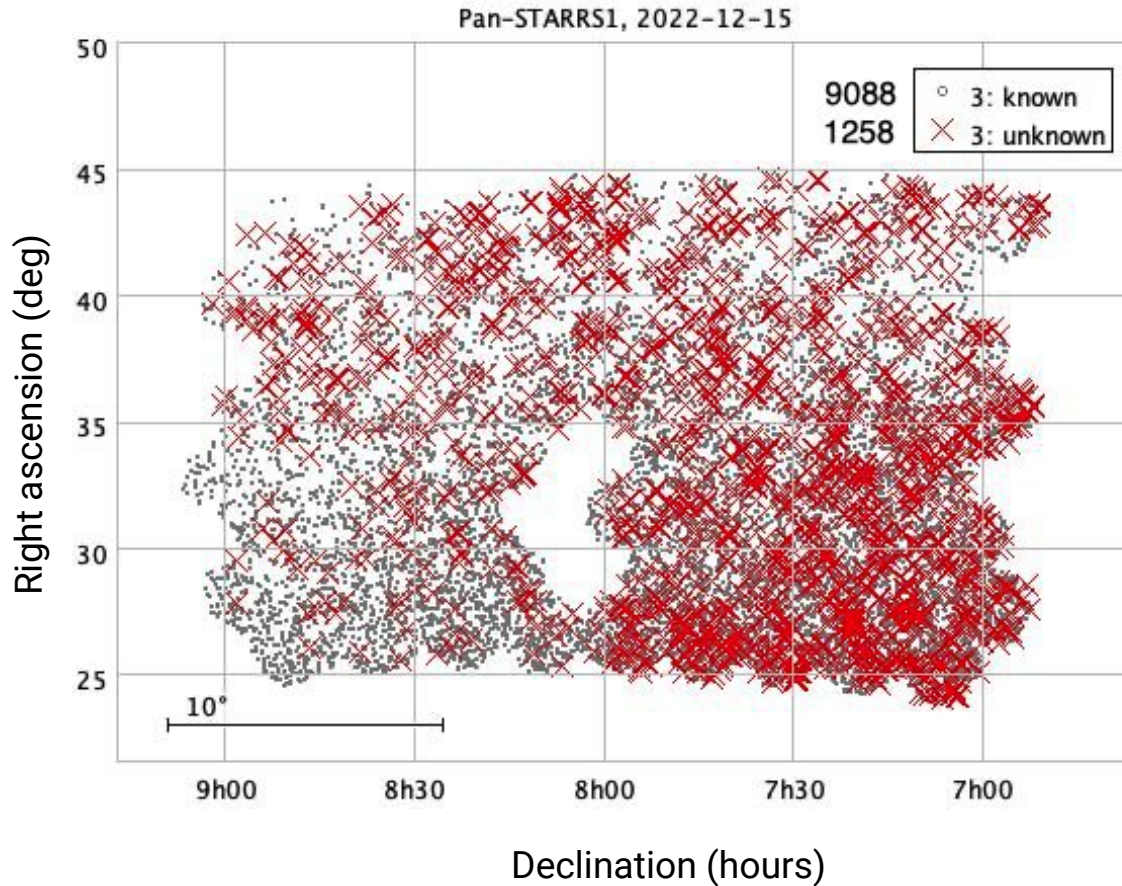 Pan-STARRS1, 2022-12-15
50
9088 3: known
1258 3: unknown
45
40
35
30
25
Right ascension (deg)
10°
9h00 8h30 8h00 7h30 7h00
Declination (hours)